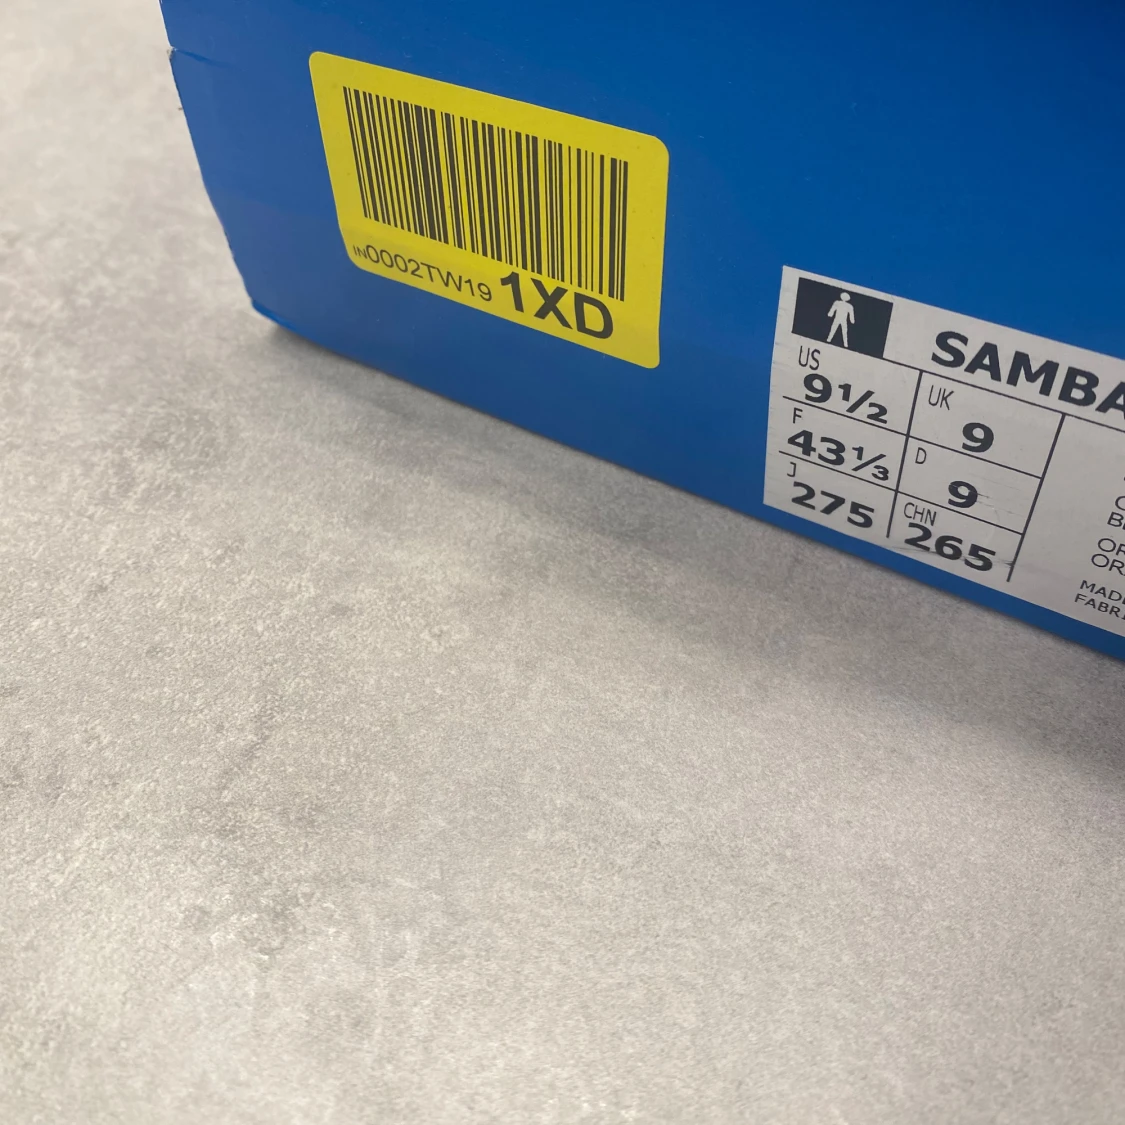 IN0002TW19 1XD
SAMBA
US
9½
UK
9
F
43⅓
D
9
J
275
CHN
265